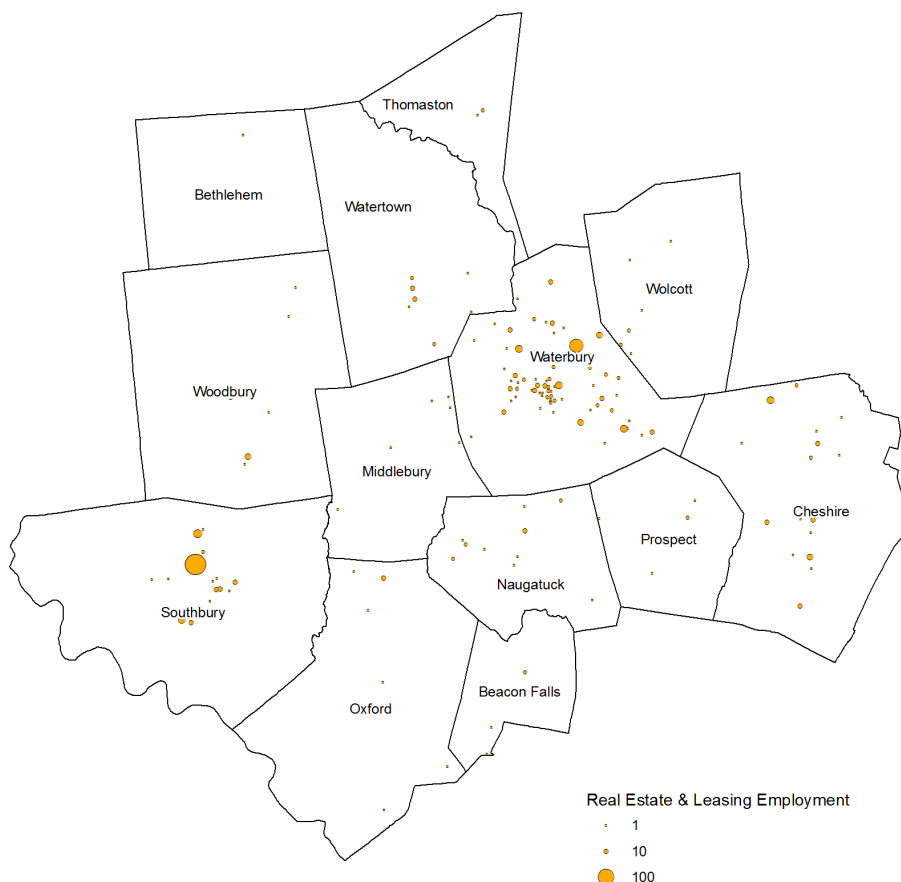 Thomaston
Bethlehem
Watertown
Wolcott
Waterbury
Woodbury
Middlebury
Cheshire
Prospect
Naugatuck
Southbury
Beacon Falls
Oxford
Real Estate & Leasing Employment
1
10
100